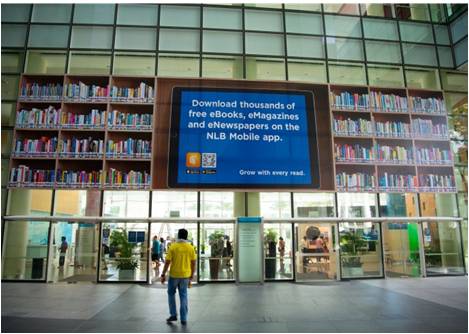 Download thousands of
free eBooks, eMagazines
and eNewspapers on the
NLB Mobile app.
Grow with every read.